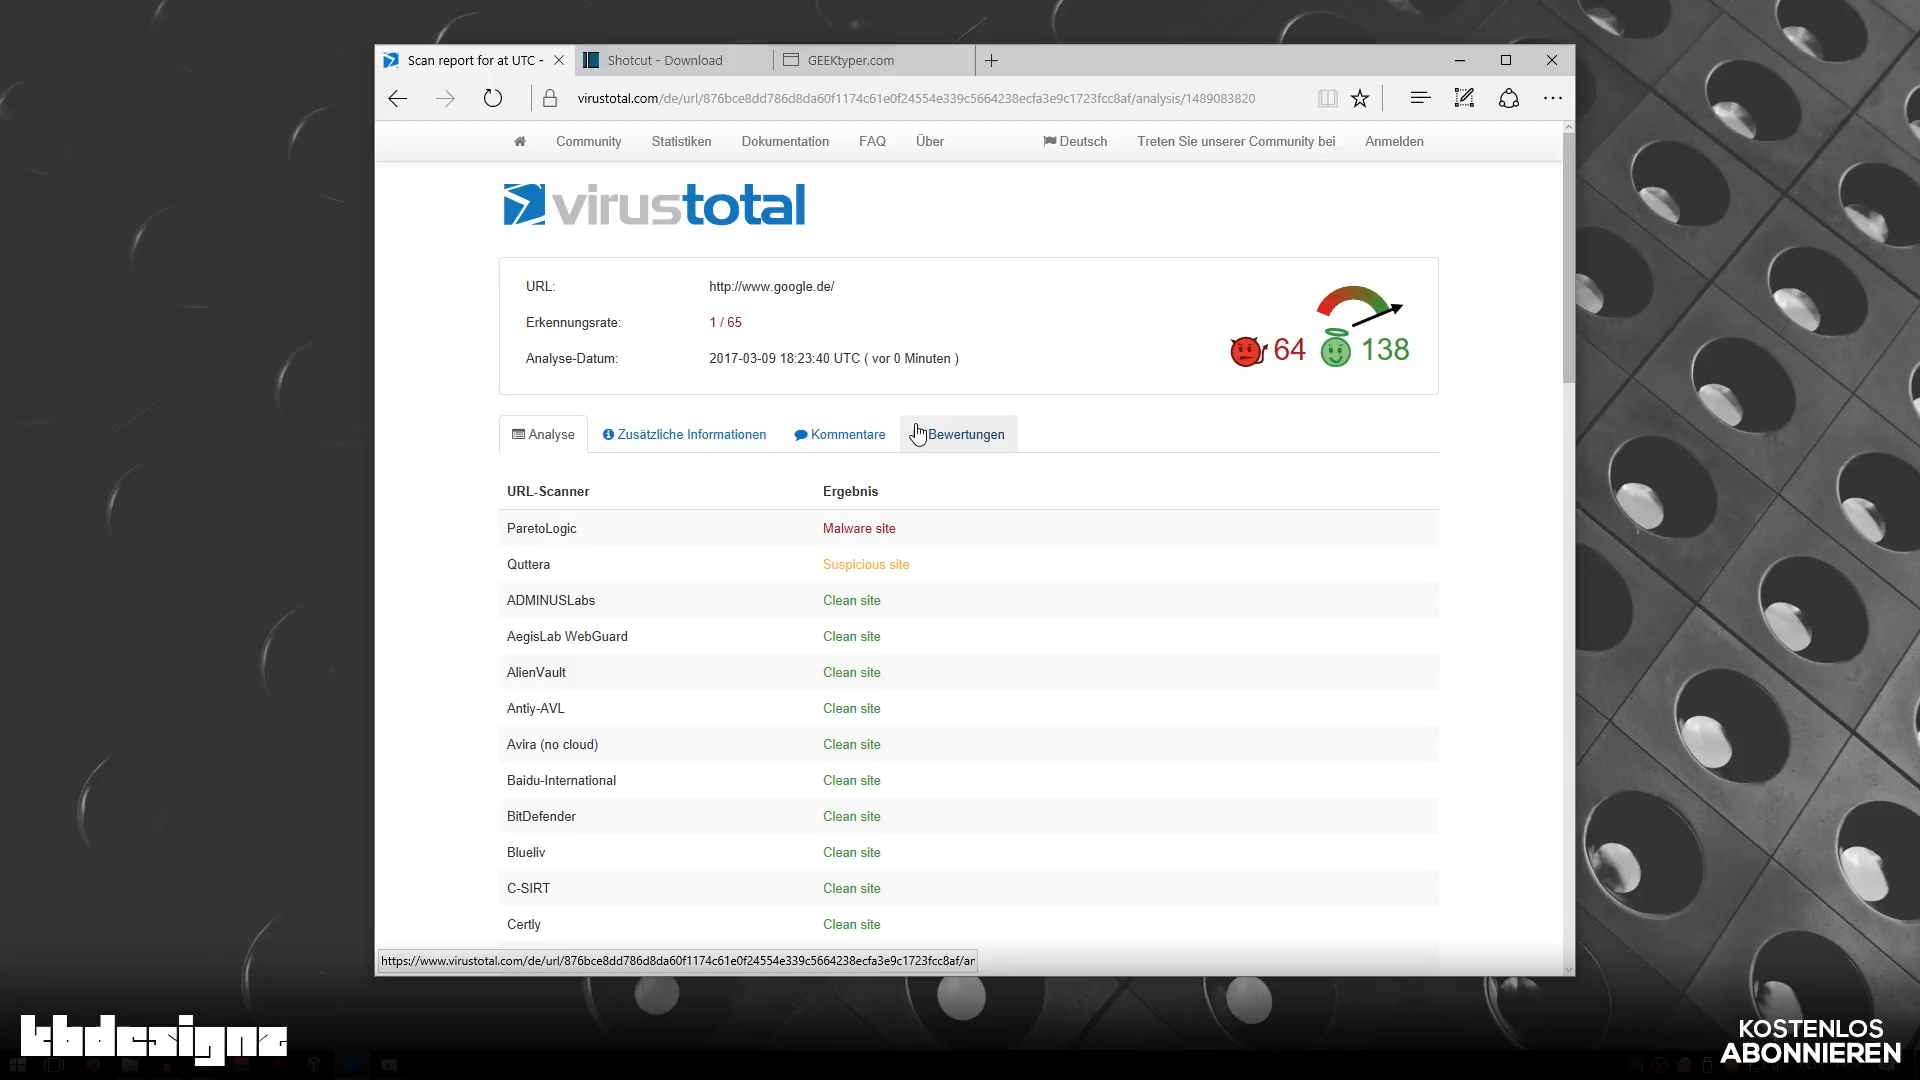 Scan report for at UTC -
Shotcut - Download
GEEKtyper.com
virustotal.com/de/url/876bce8dd786d8da60f1174c61e0f24554e339c5664238ecfa3e9c1723fcc8af/analysis/1489083820
Community
Statistiken
Dokumentation
FAQ
Über
Deutsch
Treten Sie unserer Community bei
Anmelden
virustotal
URL:
http://www.google.de/
Erkennungsrate:
1 / 65
Analyse-Datum:
2017-03-09 18:23:40 UTC ( vor 0 Minuten )
64
138
Analyse
Zusätzliche Informationen
Kommentare
Bewertungen
URL-Scanner Ergebnis
ParetoLogic Malware site
Quttera Suspicious site
ADMINUSLabs Clean site
AegisLab WebGuard Clean site
AlienVault Clean site
Antiy-AVL Clean site
Avira (no cloud) Clean site
Baidu-International Clean site
BitDefender Clean site
Blueliv Clean site
C-SIRT Clean site
Certly Clean site
https://www.virustotal.com/de/url/876bce8dd786d8da60f1174c61e0f24554e339c5664238ecfa3e9c1723fcc8af/ar
kbdesignz
KOSTENLOS
ABONNIEREN